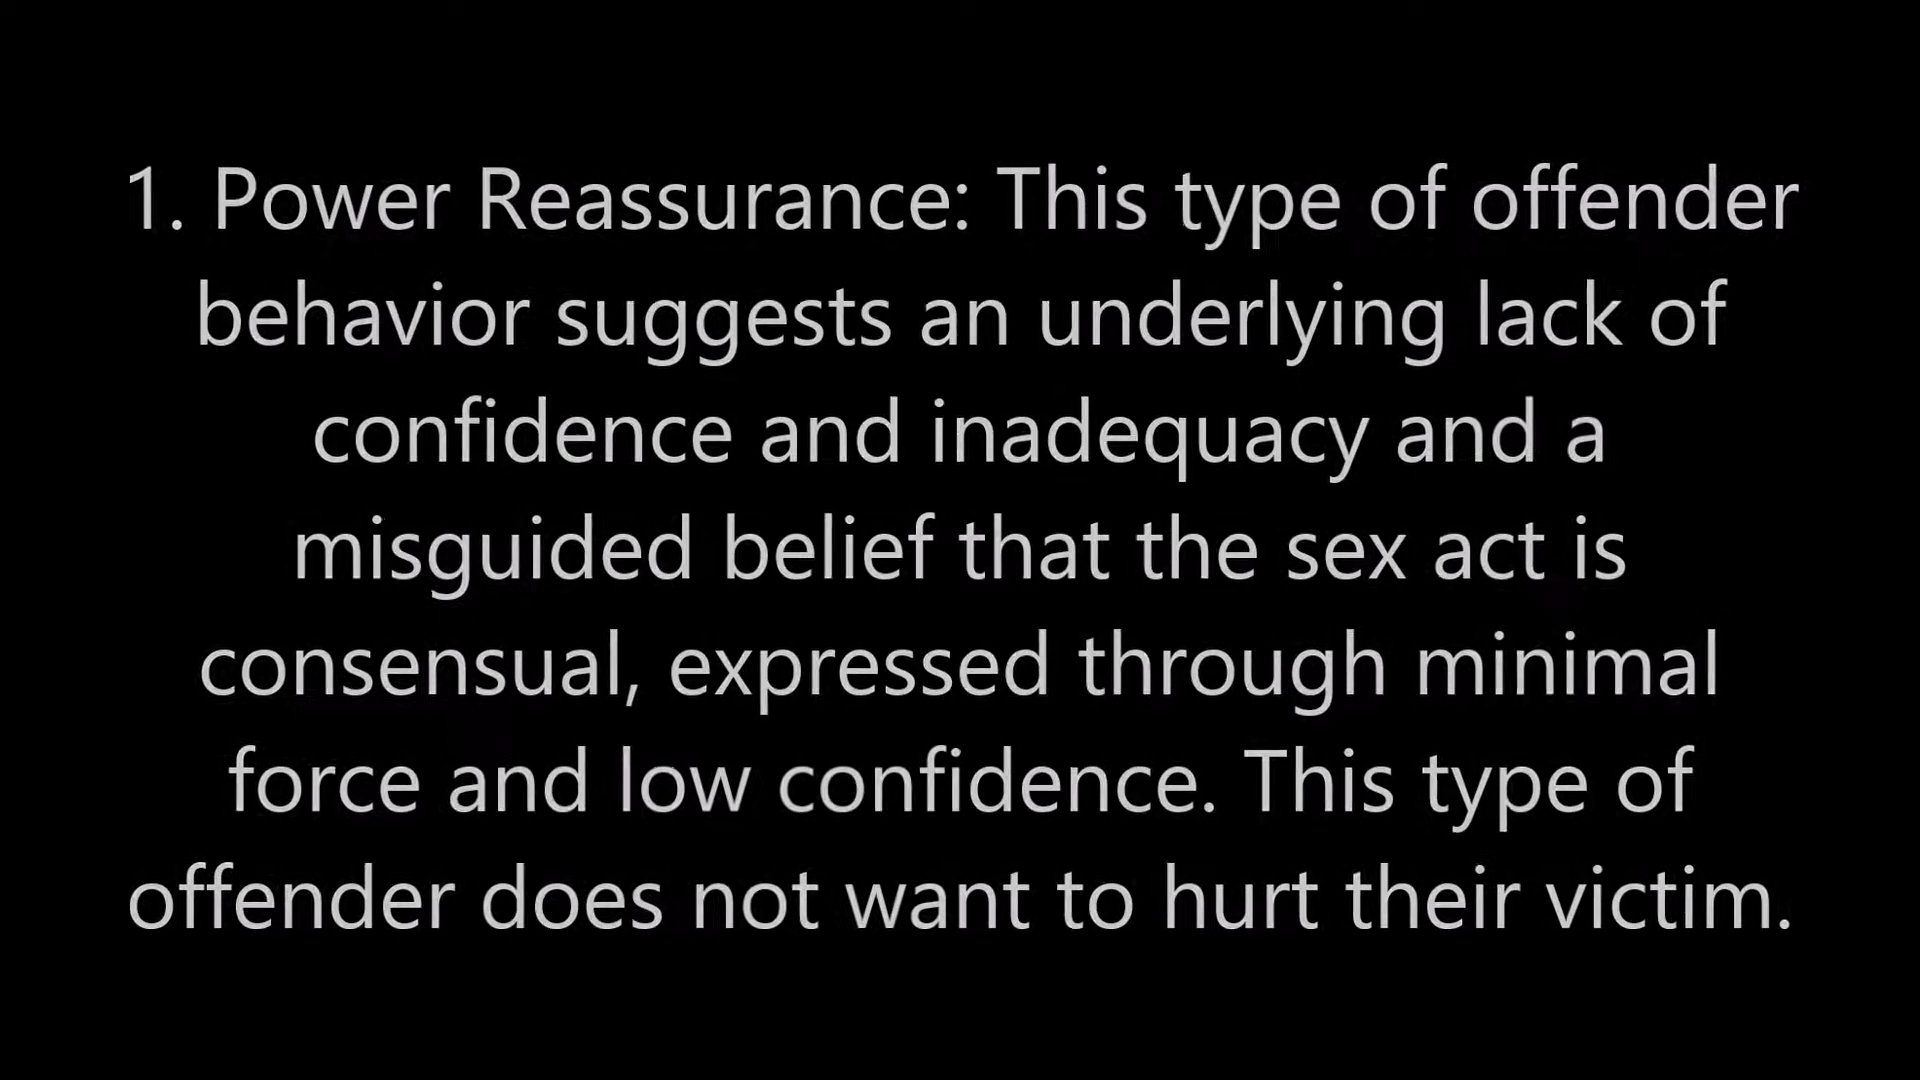 1. Power Reassurance: This type of offender
behavior suggests an underlying lack of
confidence and inadequacy and a
misguided belief that the sex act is
consensual, expressed through minimal
force and low confidence. This type of
offender does not want to hurt their victim.